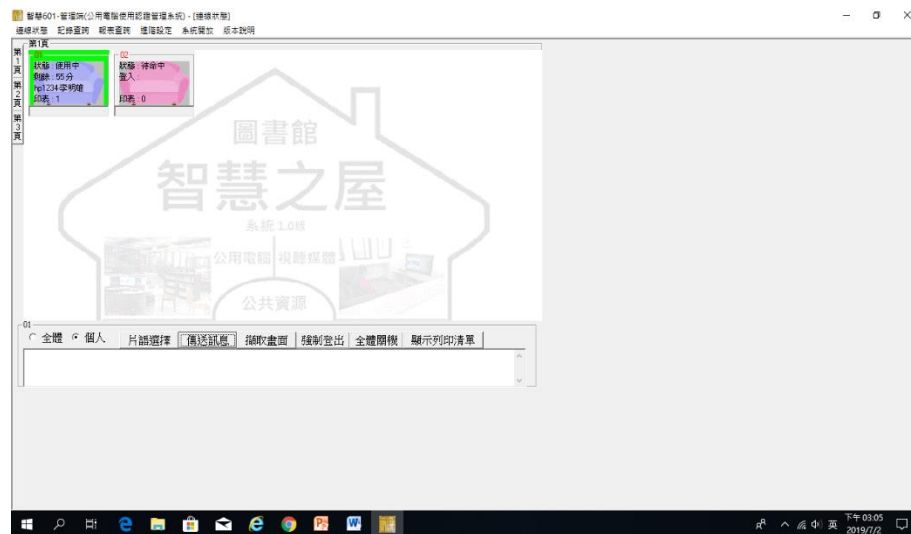 智慧601-管理端(公用電腦使用認證管理系統) - [連線狀態]
連線狀態 記錄查詢 報表查詢 進階設定 系統開放 版本說明
第1頁
第2頁
第3頁
第1頁
01
狀態:使用中
剩餘:55分
hp1234李明唯
印表:1
02
狀態:待命中
登入:
印表:0
圖書館
智慧之屋
系統1.0版
公用電腦 視聽媒體
公共資源
01
全體 個人 片語選擇 傳送訊息 擷取畫面 強制登出 全體關機 顯示列印清單
英 下午 03:05
2019/7/2